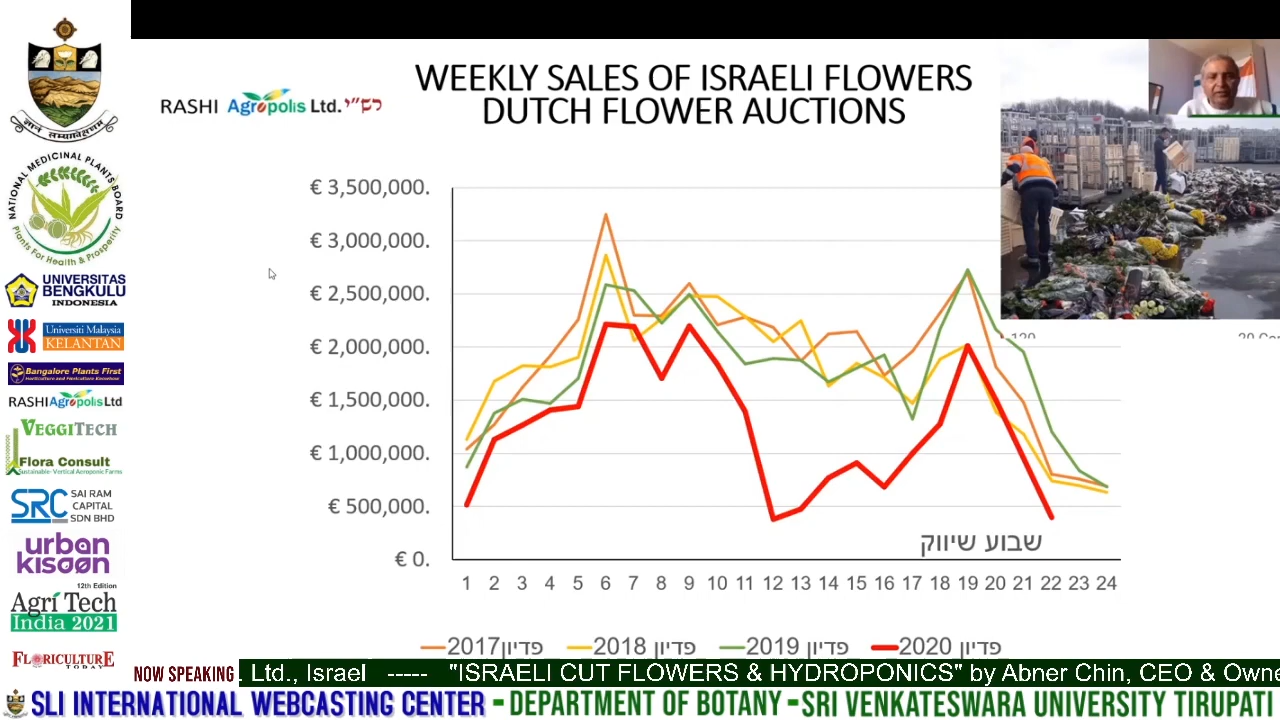 WEEKLY SALES OF ISRAELI FLOWERS
DUTCH FLOWER AUCTIONS
RASHI Agropolis Ltd. רש"י
€ 3,500,000.
€ 3,000,000.
€ 2,500,000.
€ 2,000,000.
€ 1,500,000.
€ 1,000,000.
€ 500,000.
€ 0.
שבוע שיווק
1 2 3 4 5 6 7 8 9 10 11 12 13 14 15 16 17 18 19 20 21 22 23 24
פדיון2017 פדיון 2018 פדיון 2019 פדיון 2020
NATIONAL MEDICINAL PLANTS BOARD
Plants For Health & Prosperity
UNIVERSITAS
BENGKULU
INDONESIA
Universiti Malaysia
KELANTAN
Bangalore Plants First
RASHI Agropolis Ltd
VEGGITECH
Flora Consult
Sustainable- Vertical Aeroponic Farms
SRC SAI RAM
CAPITAL
SDN BHD
urban
kisaan
12th Edition
Agri Tech
India 2021
FLORICULTURE
TODAY
NOW SPEAKING . Ltd., Israel ----- "ISRAELI CUT FLOWERS & HYDROPONICS" by Abner Chin, CEO & Owne
SLI INTERNATIONAL WEBCASTING CENTER - DEPARTMENT OF BOTANY - SRI VENKATESWARA UNIVERSITY TIRUPATI